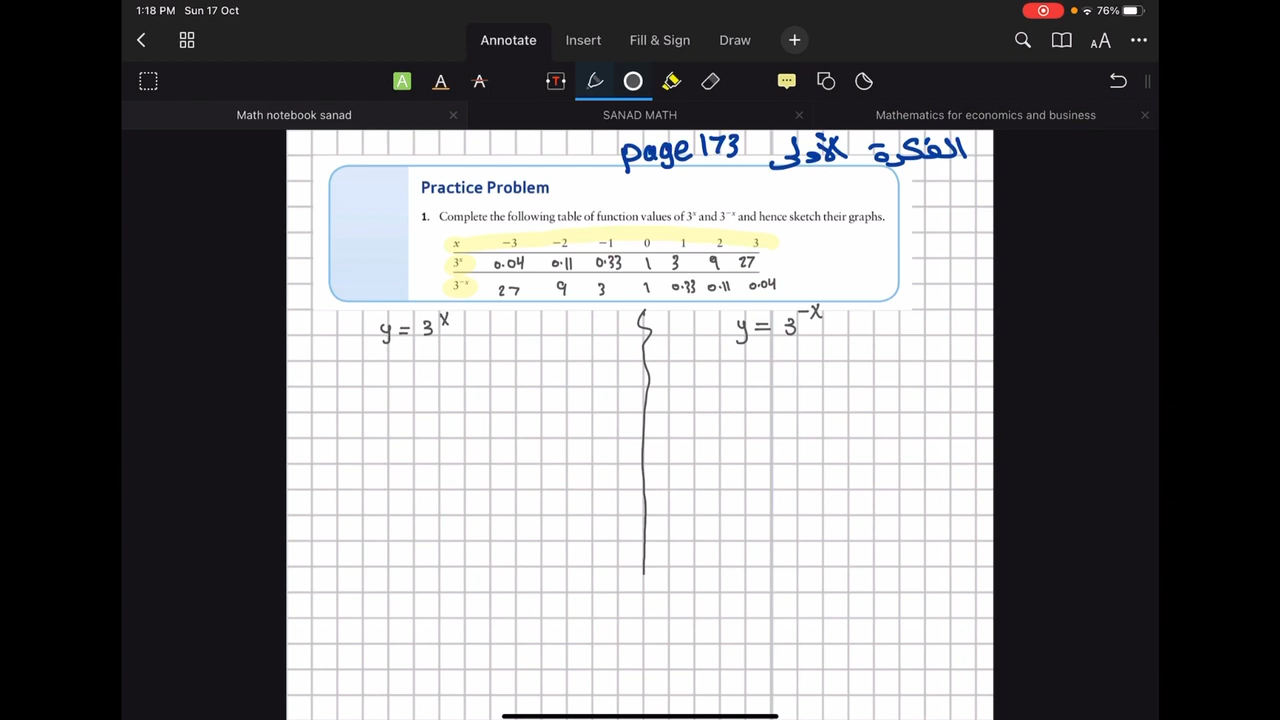 1:18 PM Sun 17 Oct 76%
Annotate Insert Fill & Sign Draw
AA
A A A T
Math notebook sanad SANAD MATH Mathematics for economics and business
page 173 الفكرة الأولى
Practice Problem
1. Complete the following table of function values of 3ˣ and 3⁻ˣ and hence sketch their graphs.
x −3 −2 −1 0 1 2 3
3ˣ 0.04 0.11 0.33 1 3 9 27
3⁻ˣ 27 9 3 1 0.33 0.11 0.04
y = 3ˣ y = 3⁻ˣ